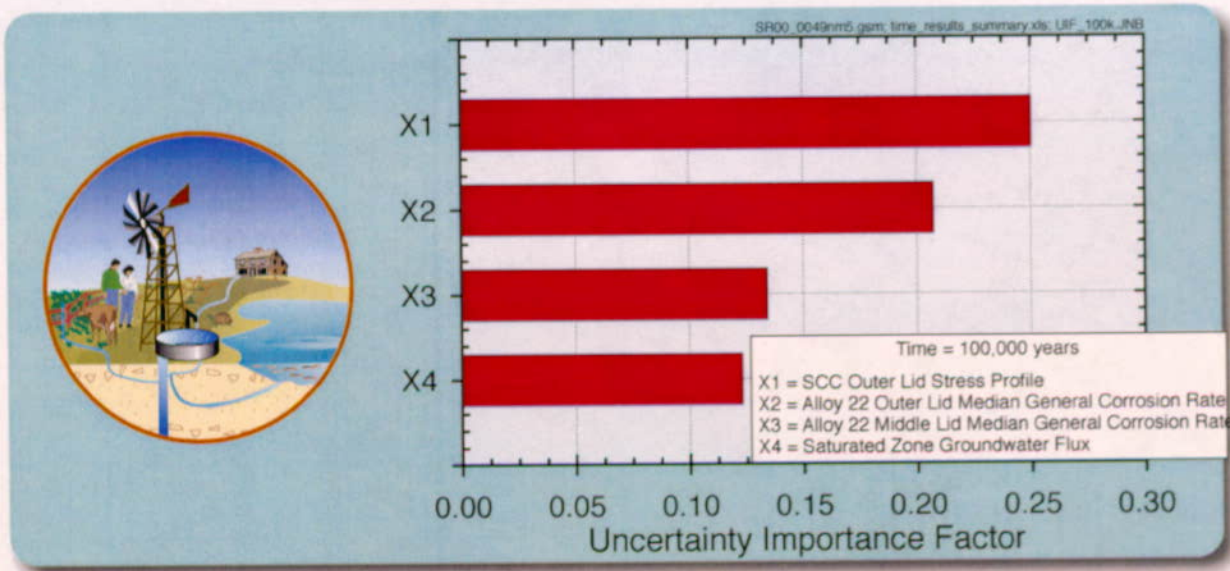 SR00_0049nm5.gsm; time_results_summary.xls; UIF_100k.JNB
X1
X2
X3
X4
Time = 100,000 years
X1 = SCC Outer Lid Stress Profile
X2 = Alloy 22 Outer Lid Median General Corrosion Rate
X3 = Alloy 22 Middle Lid Median General Corrosion Rate
X4 = Saturated Zone Groundwater Flux
0.00 0.05 0.10 0.15 0.20 0.25 0.30
Uncertainty Importance Factor